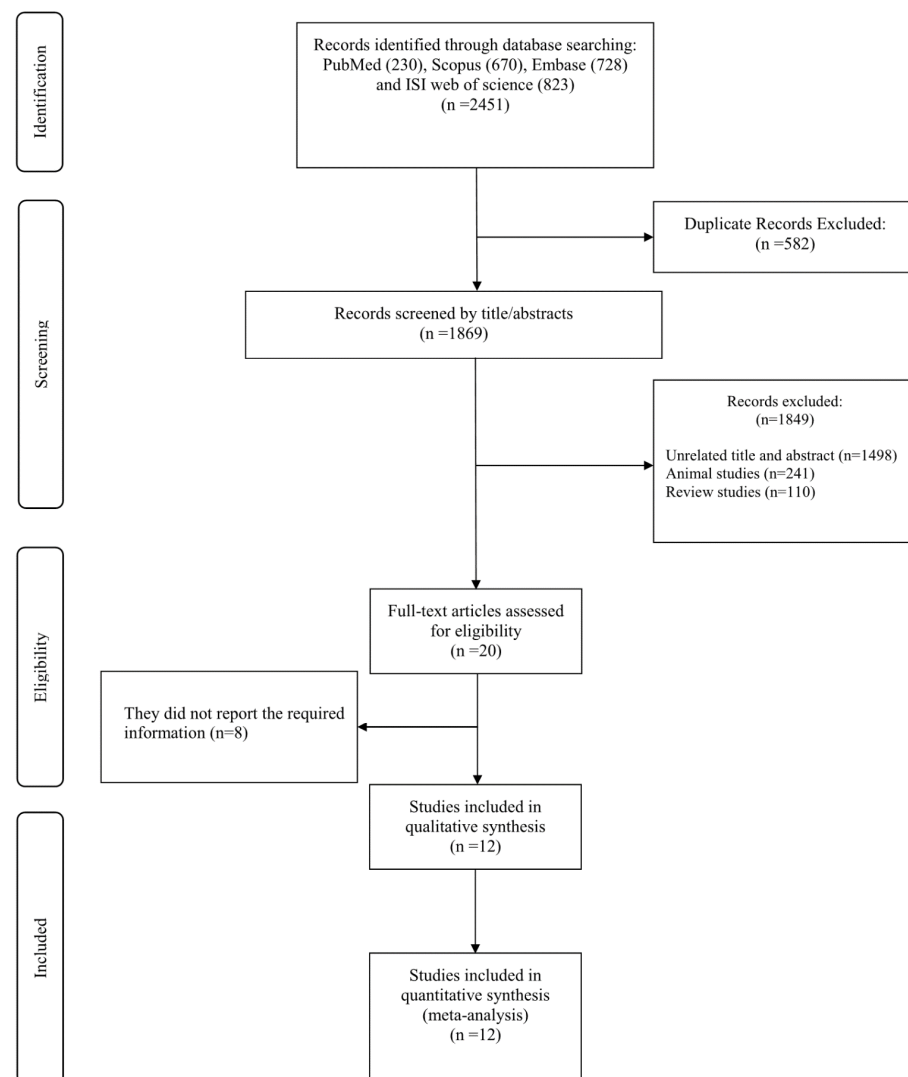 Identification
Records identified through database searching:
PubMed (230), Scopus (670), Embase (728)
and ISI web of science (823)
(n =2451)
Screening
Duplicate Records Excluded:
(n =582)
Records screened by title/abstracts
(n =1869)
Records excluded:
(n=1849)
Unrelated title and abstract (n=1498)
Animal studies (n=241)
Review studies (n=110)
Eligibility
Full-text articles assessed
for eligibility
(n =20)
They did not report the required
information (n=8)
Studies included in
qualitative synthesis
(n =12)
Included
Studies included in
quantitative synthesis
(meta-analysis)
(n =12)